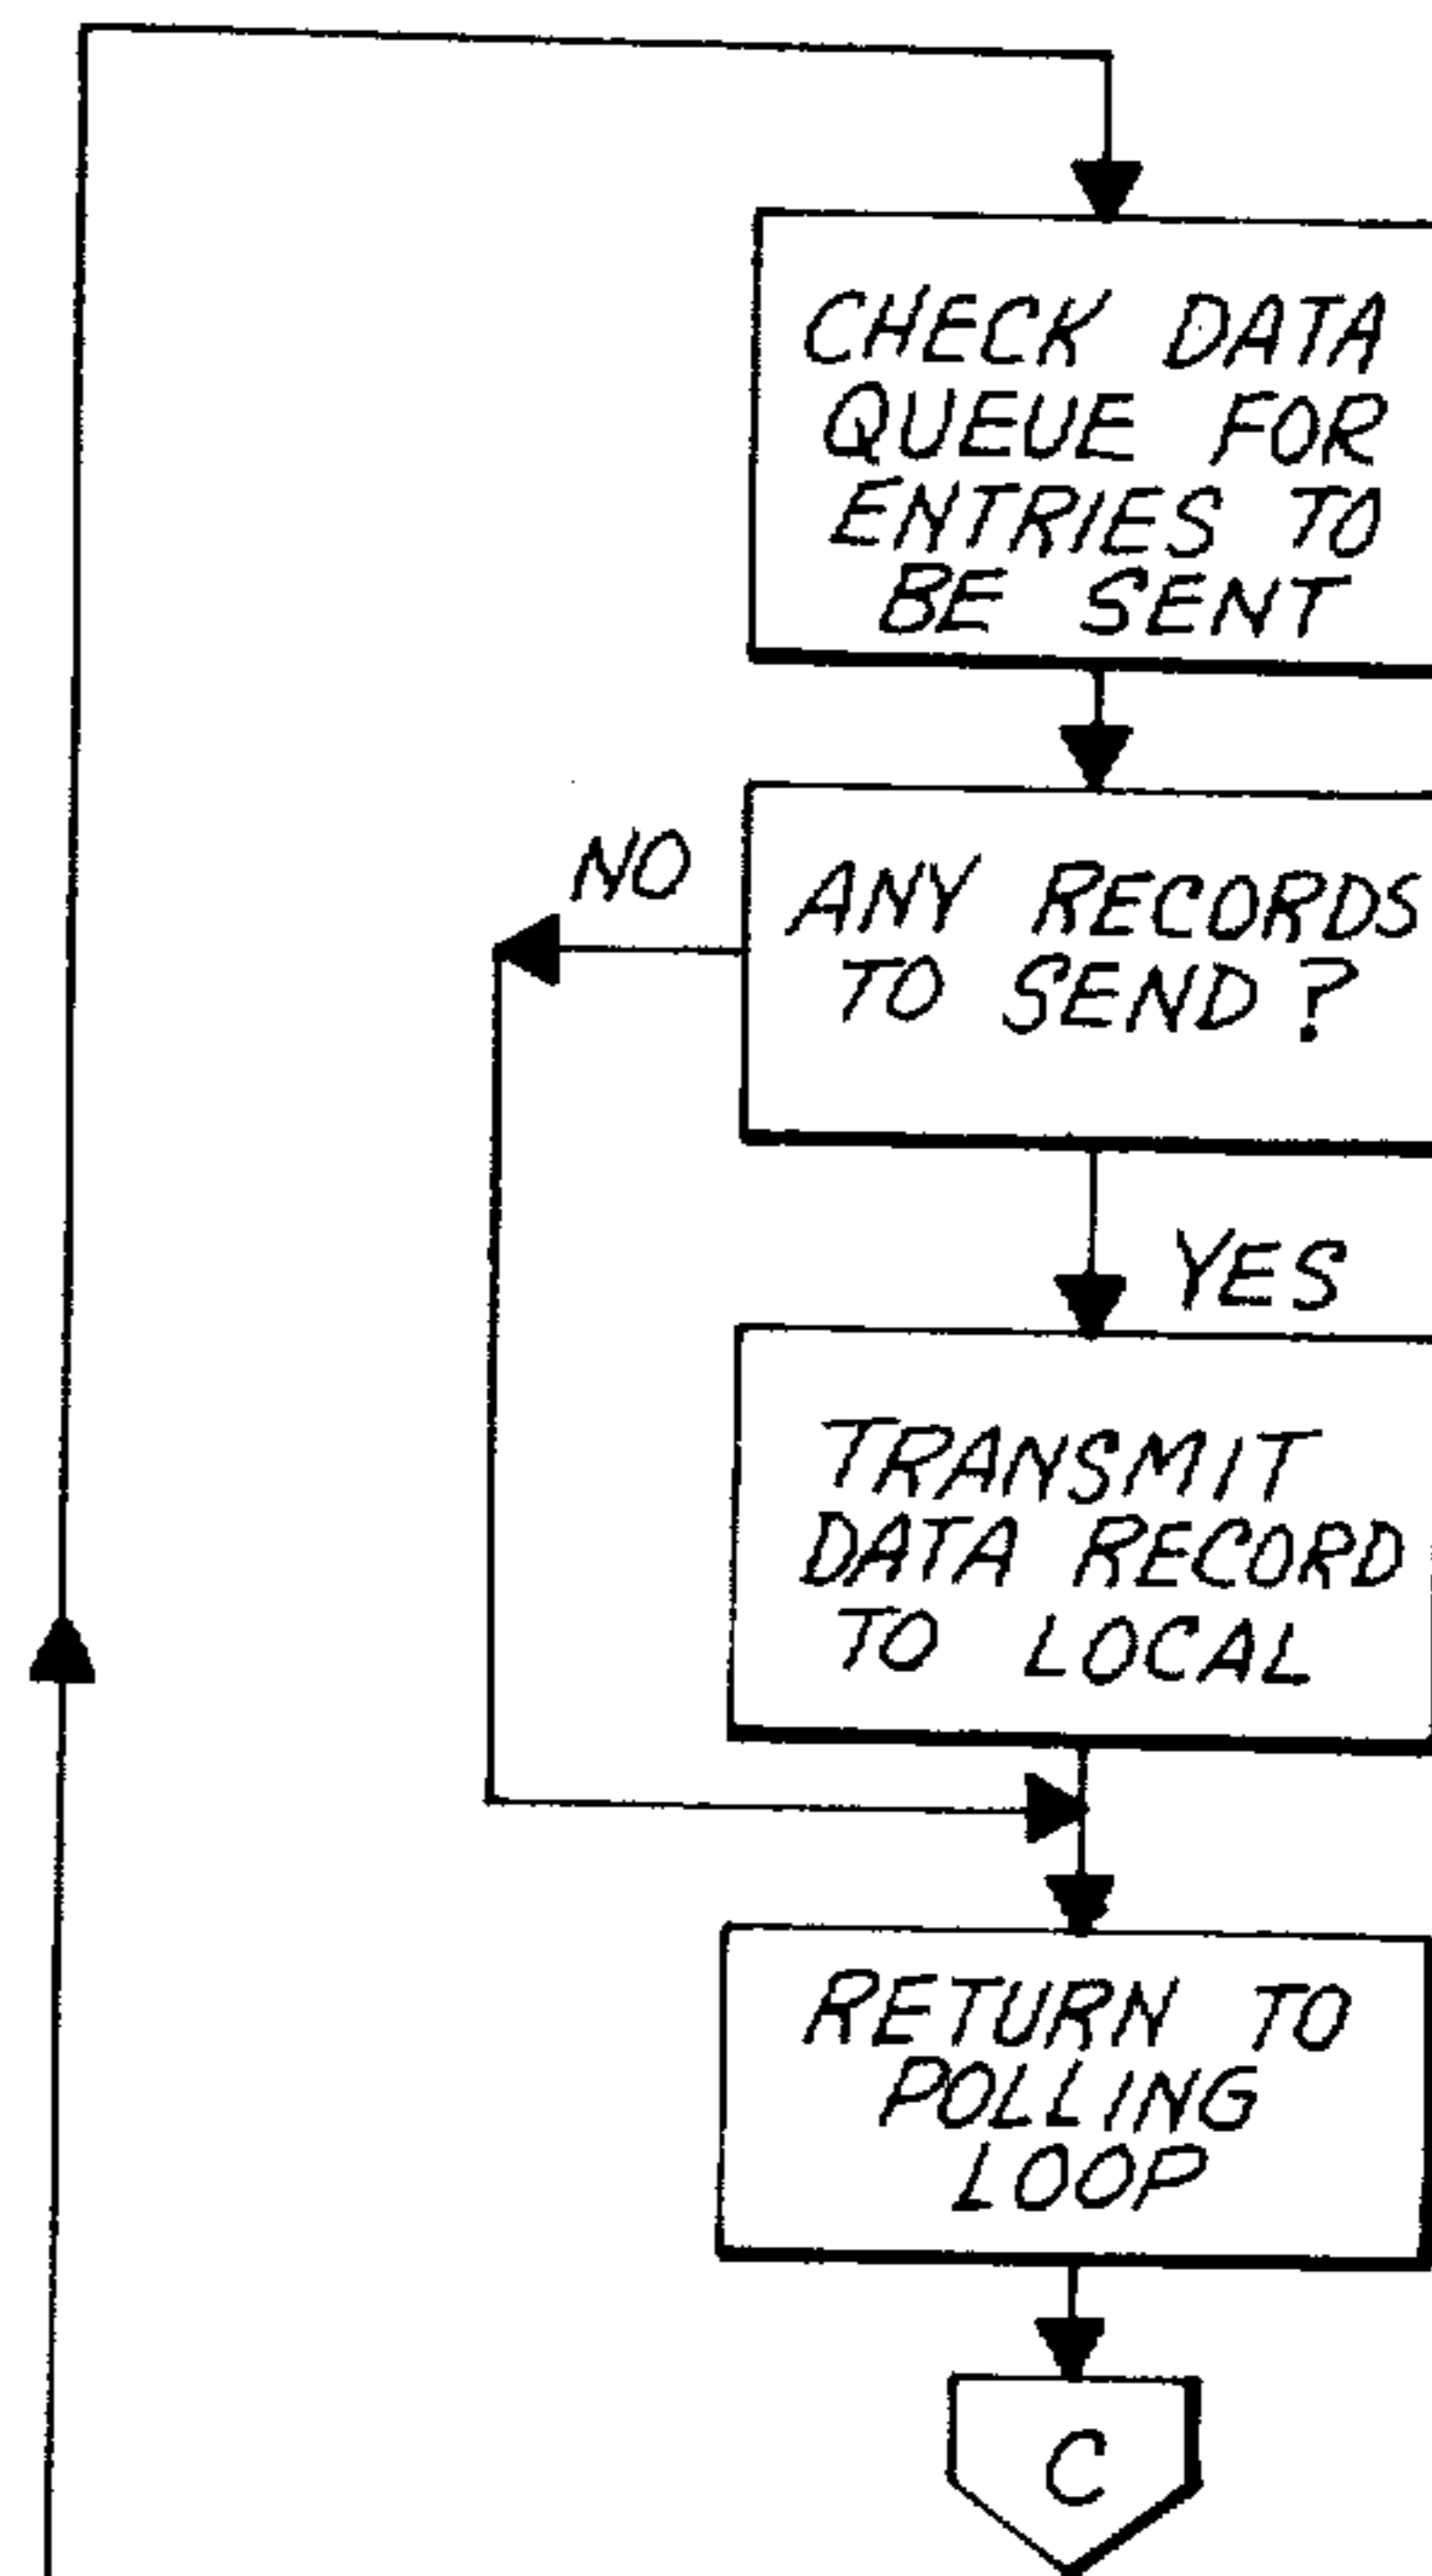 CHECK DATA
QUEUE FOR
ENTRIES TO
BE SENT
NO
ANY RECORDS
TO SEND?
YES
TRANSMIT
DATA RECORD
TO LOCAL
RETURN TO
POLLING
LOOP
C